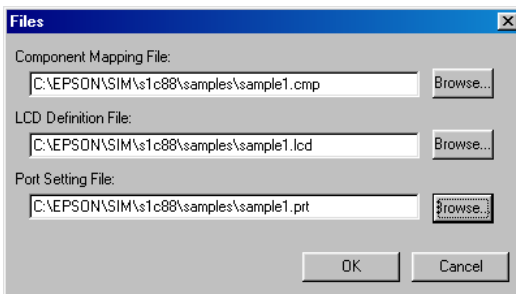 Files
Component Mapping File:
C:\EPSON\SIM\s1c88\samples\sample1.cmp Browse...
LCD Definition File:
C:\EPSON\SIM\s1c88\samples\sample1.lcd Browse...
Port Setting File:
C:\EPSON\SIM\s1c88\samples\sample1.prt Browse...
OK Cancel